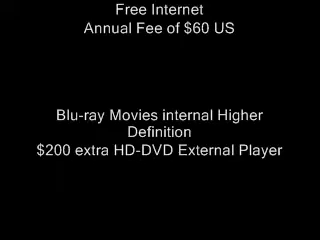 Free Internet
Annual Fee of $60 US
Blu-ray Movies internal Higher
Definition
$200 extra HD-DVD External Player